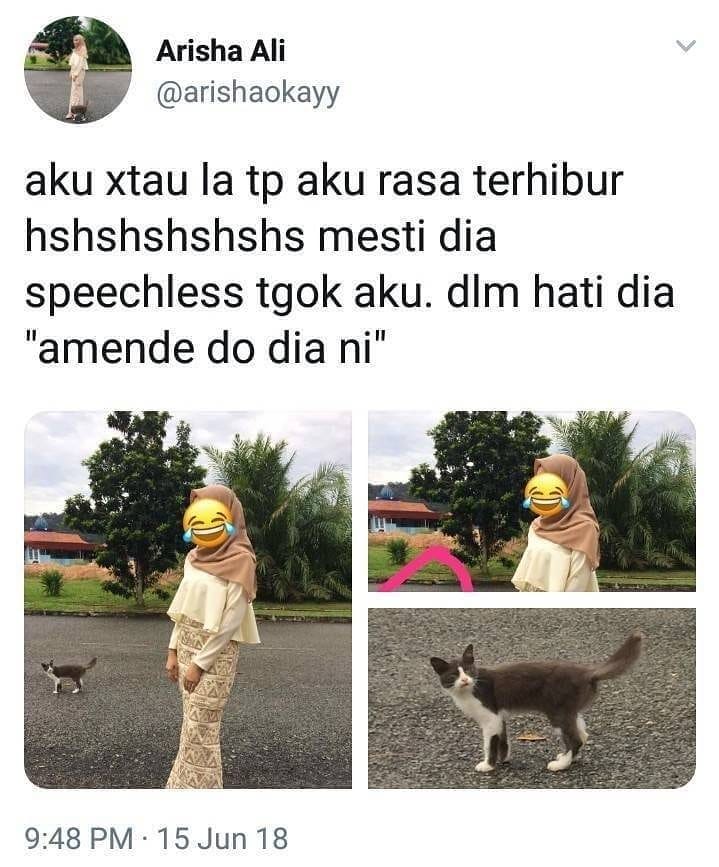 Arisha Ali
@arishaokayy
aku xtau la tp aku rasa terhibur
hshshshshshs mesti dia
speechless tgok aku. dlm hati dia
"amende do dia ni"
9:48 PM · 15 Jun 18